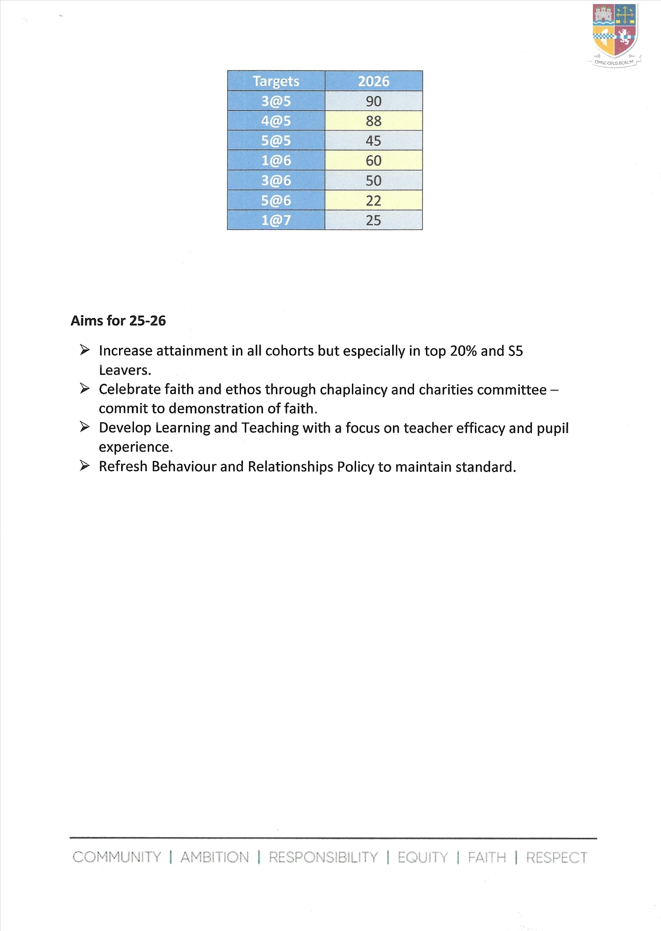 Targets 2026
3@5 90
4@5 88
5@5 45
1@6 60
3@6 50
5@6 22
1@7 25
Aims for 25-26
➢ Increase attainment in all cohorts but especially in top 20% and S5
Leavers.
➢ Celebrate faith and ethos through chaplaincy and charities committee –
commit to demonstration of faith.
➢ Develop Learning and Teaching with a focus on teacher efficacy and pupil
experience.
➢ Refresh Behaviour and Relationships Policy to maintain standard.
COMMUNITY | AMBITION | RESPONSIBILITY | EQUITY | FAITH | RESPECT